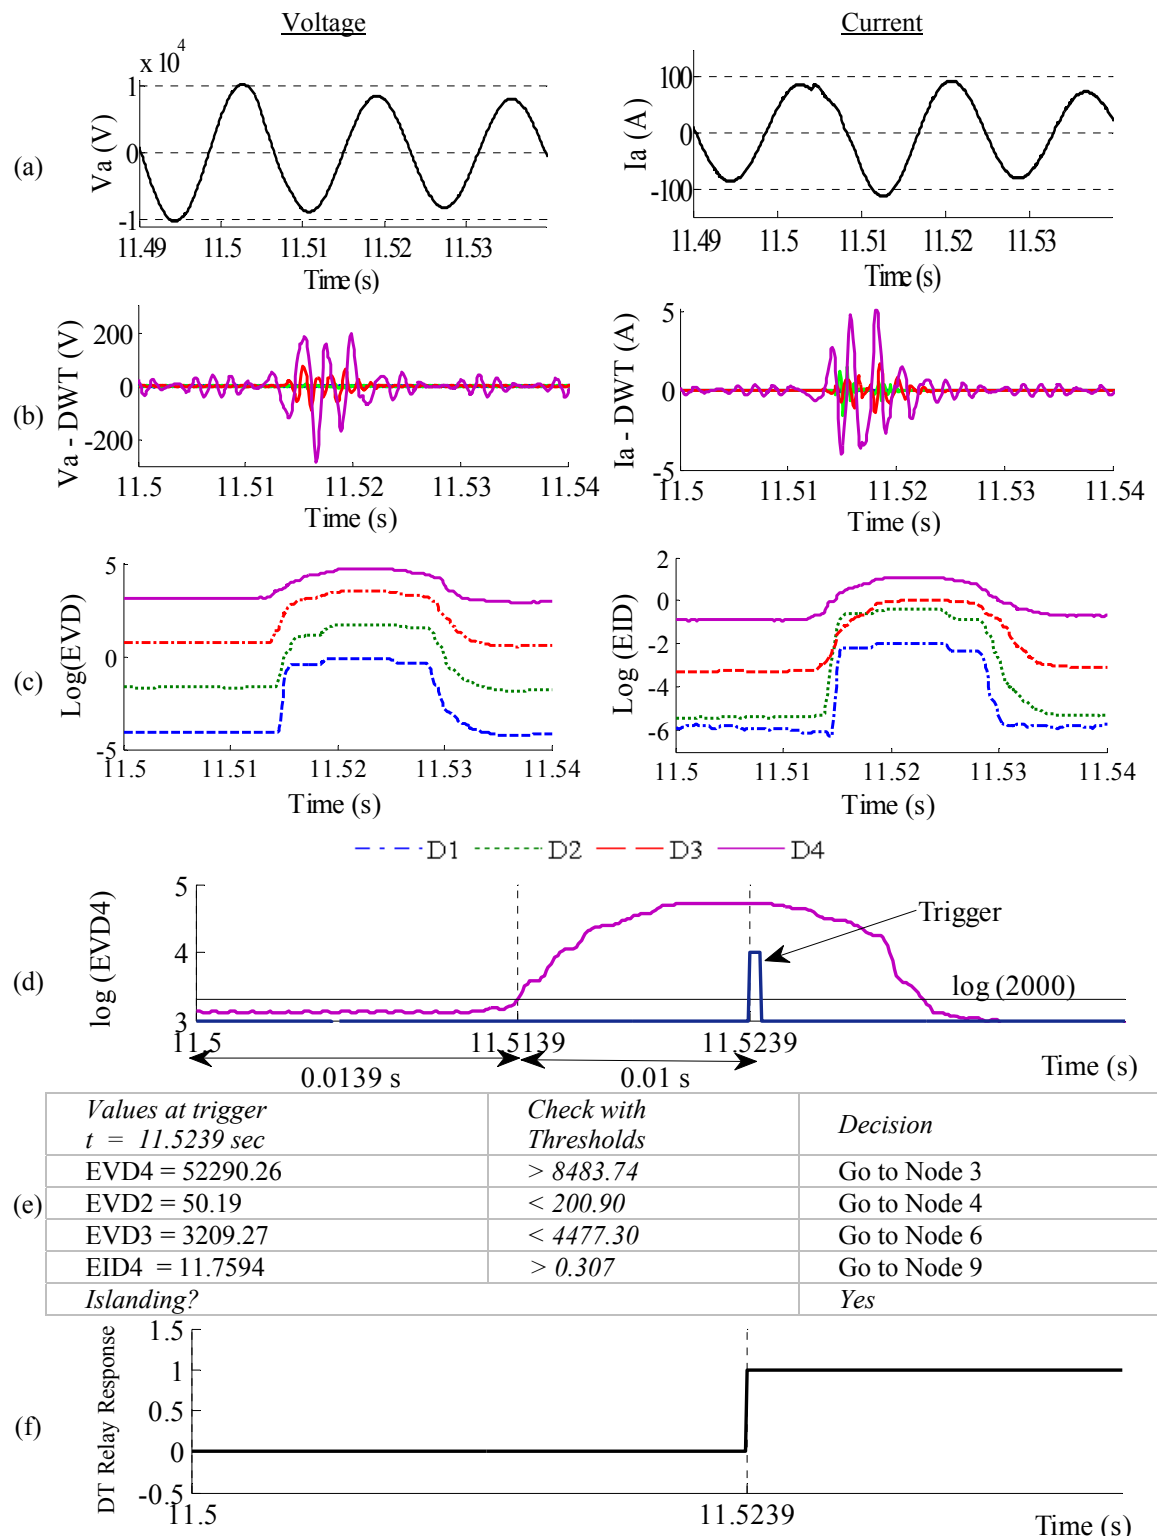 Voltage
Current
x 10^4
1
0
-1
Va (V)
11.49 11.5 11.51 11.52 11.53
Time (s)
100
0
-100
Ia (A)
11.49 11.5 11.51 11.52 11.53
Time (s)
(a)
200
0
-200
Va - DWT (V)
11.5 11.51 11.52 11.53 11.54
Time (s)
5
0
-5
Ia - DWT (A)
11.5 11.51 11.52 11.53 11.54
Time (s)
(b)
5
0
-5
Log(EVD)
11.5 11.51 11.52 11.53 11.54
Time (s)
2
0
-2
-4
-6
Log (EID)
11.5 11.51 11.52 11.53 11.54
Time (s)
(c)
D1 D2 D3 D4
5
4
3
log (EVD4)
Trigger
log (2000)
(d)
11.5 11.5139 11.5239
Time (s)
0.0139 s 0.01 s
Values at trigger
t = 11.5239 sec
Check with
Thresholds
Decision
EVD4 = 52290.26 > 8483.74 Go to Node 3
(e)
EVD2 = 50.19 < 200.90 Go to Node 4
EVD3 = 3209.27 < 4477.30 Go to Node 6
EID4 = 11.7594 > 0.307 Go to Node 9
Islanding? Yes
1.5
1
0.5
0
-0.5
DT Relay Response
(f)
11.5 11.5239
Time (s)